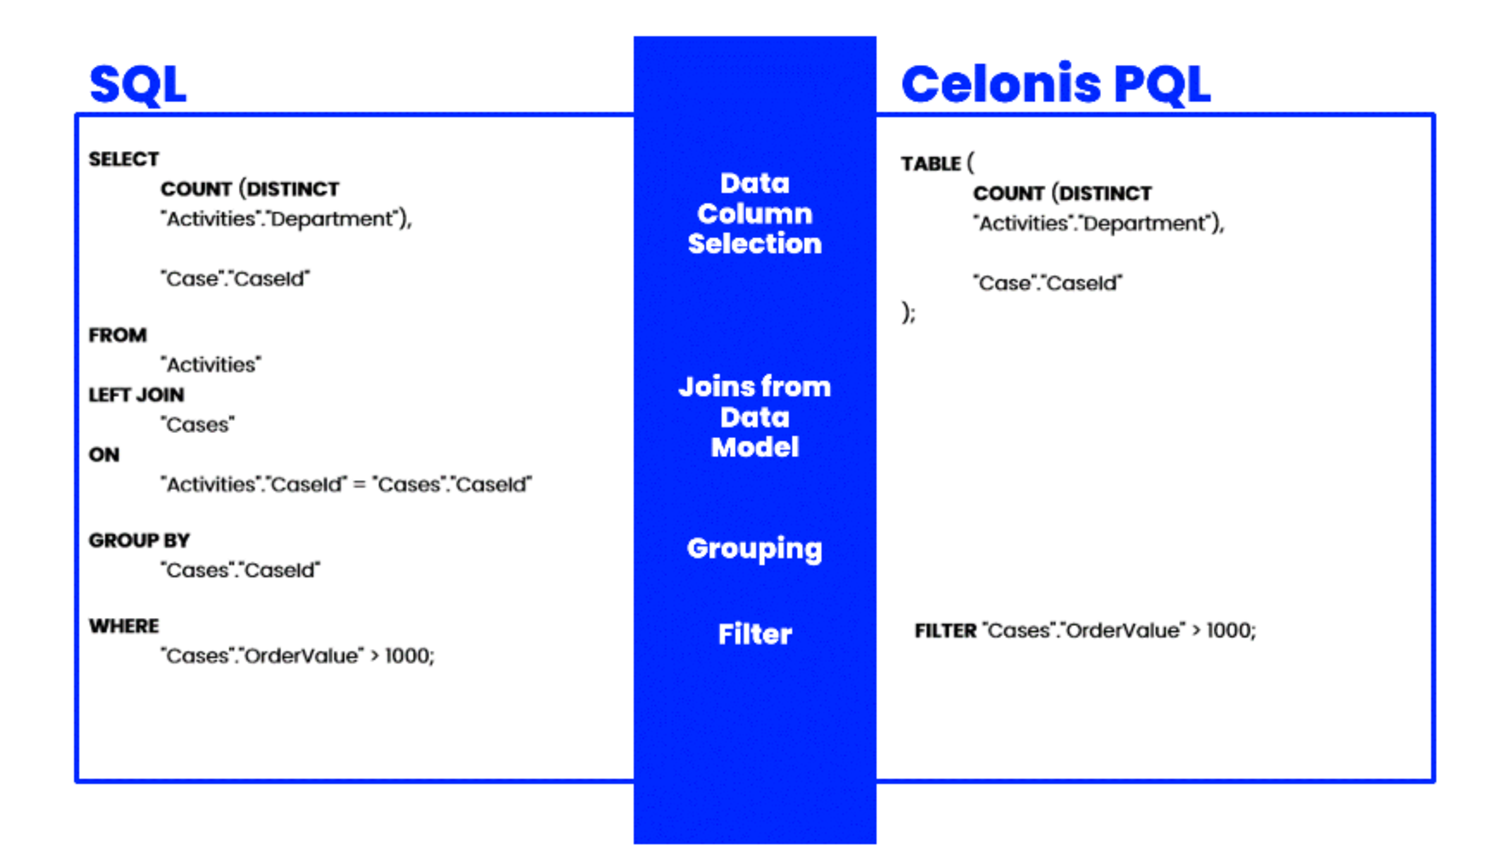 SQL
SELECT
COUNT (DISTINCT
"Activities"."Department"),
"Case"."CaseId"
FROM
"Activities"
LEFT JOIN
"Cases"
ON
"Activities"."CaseId" = "Cases"."CaseId"
GROUP BY
"Cases"."CaseId"
WHERE
"Cases"."OrderValue" > 1000;
Data
Column
Selection
Joins from
Data
Model
Grouping
Filter
Celonis PQL
TABLE (
COUNT (DISTINCT
"Activities"."Department"),
"Case"."CaseId"
);
FILTER "Cases"."OrderValue" > 1000;